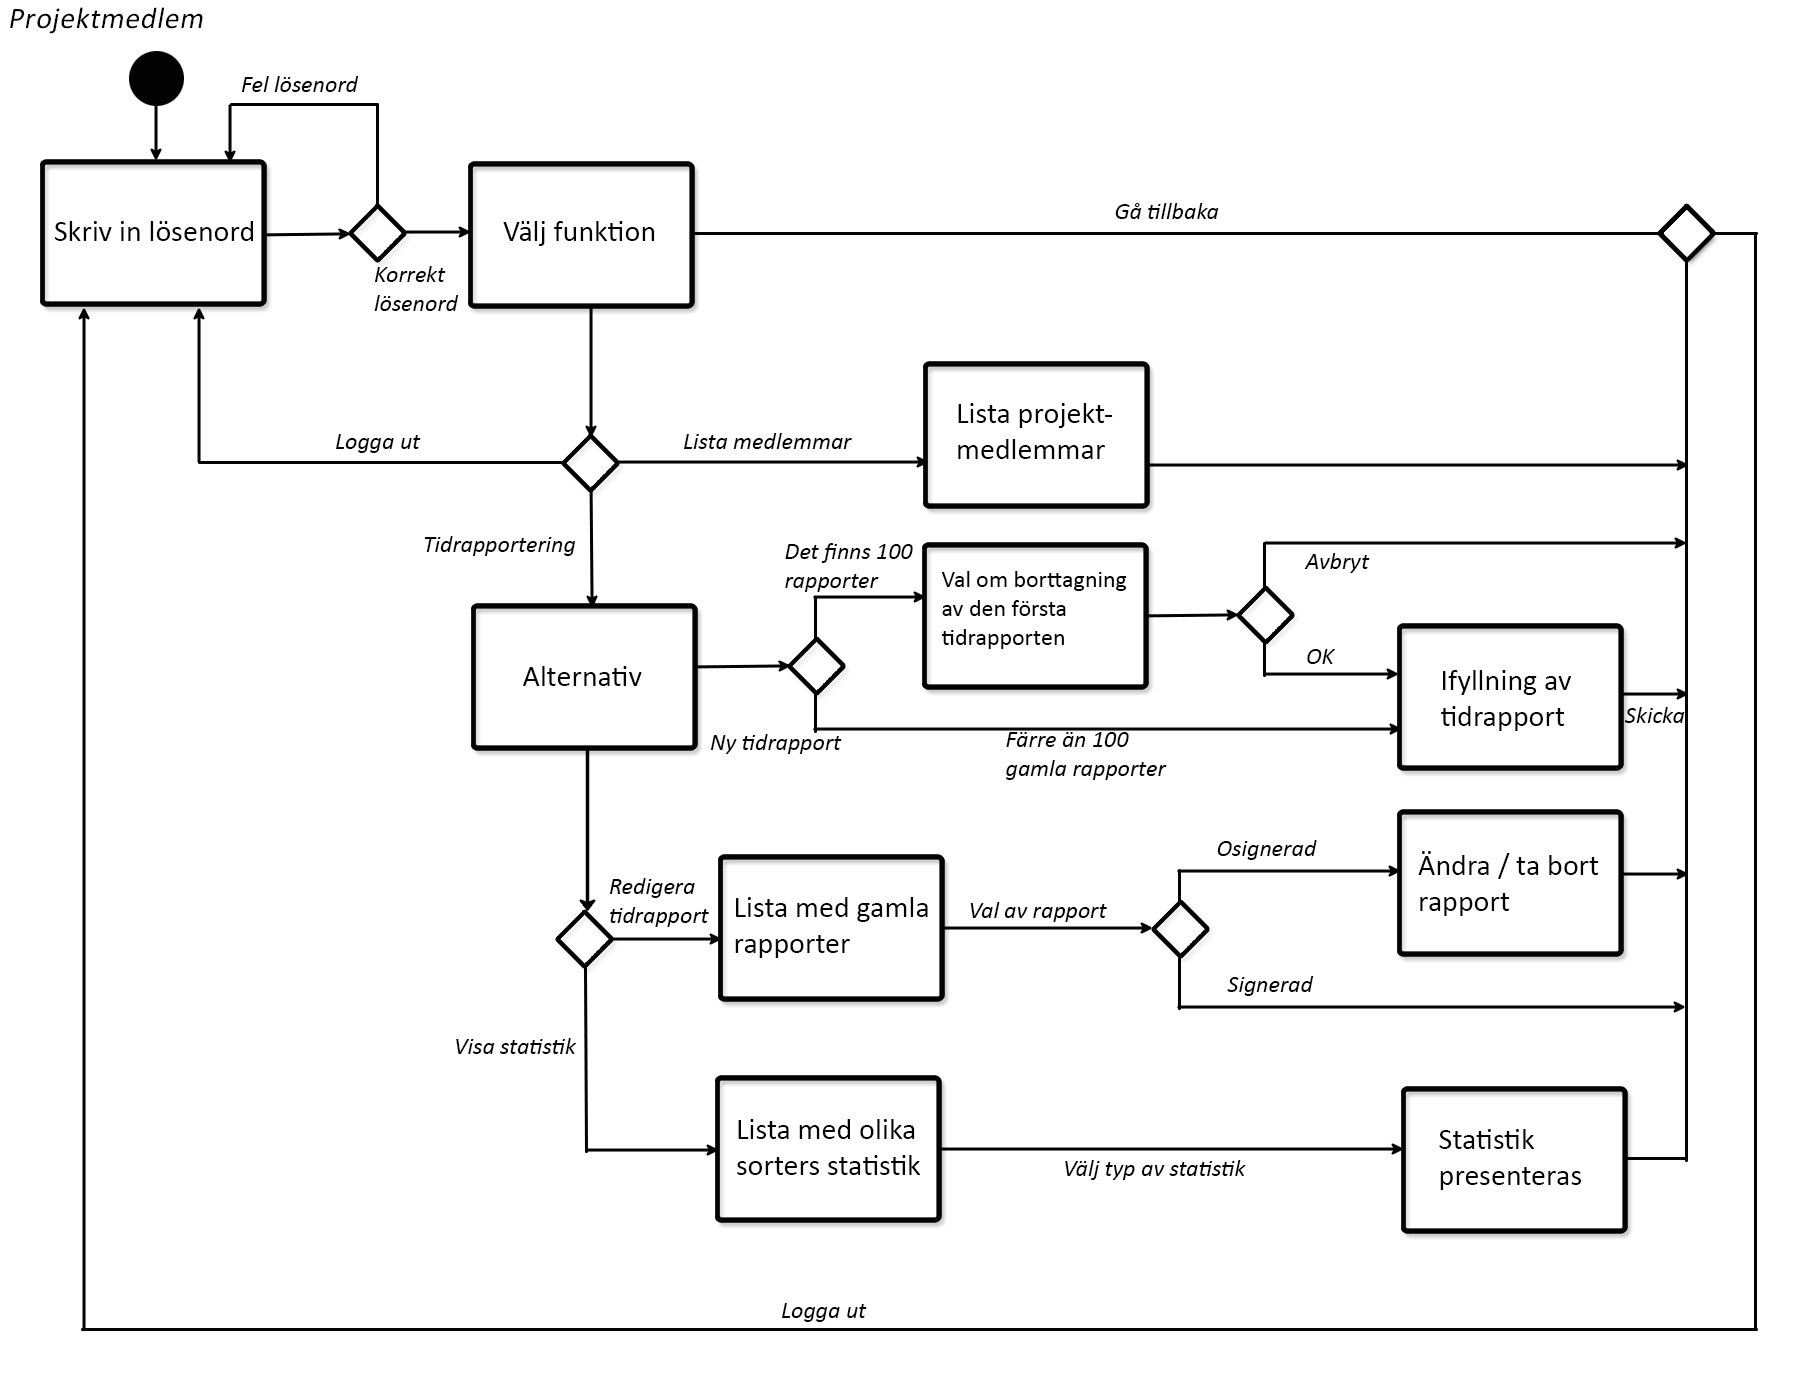 Projektmedlem
Fel lösenord
Skriv in lösenord
Korrekt
lösenord
Välj funktion
Gå tillbaka
Logga ut
Lista medlemmar
Lista projekt-
medlemmar
Tidrapportering
Det finns 100
rapporter
Val om borttagning
av den första
tidrapporten
Avbryt
OK
Alternativ
Ny tidrapport
Färre än 100
gamla rapporter
Ifyllning av
tidrapport
Skicka
Redigera
tidrapport
Lista med gamla
rapporter
Val av rapport
Osignerad
Ändra / ta bort
rapport
Signerad
Visa statistik
Lista med olika
sorters statistik
Välj typ av statistik
Statistik
presenteras
Logga ut